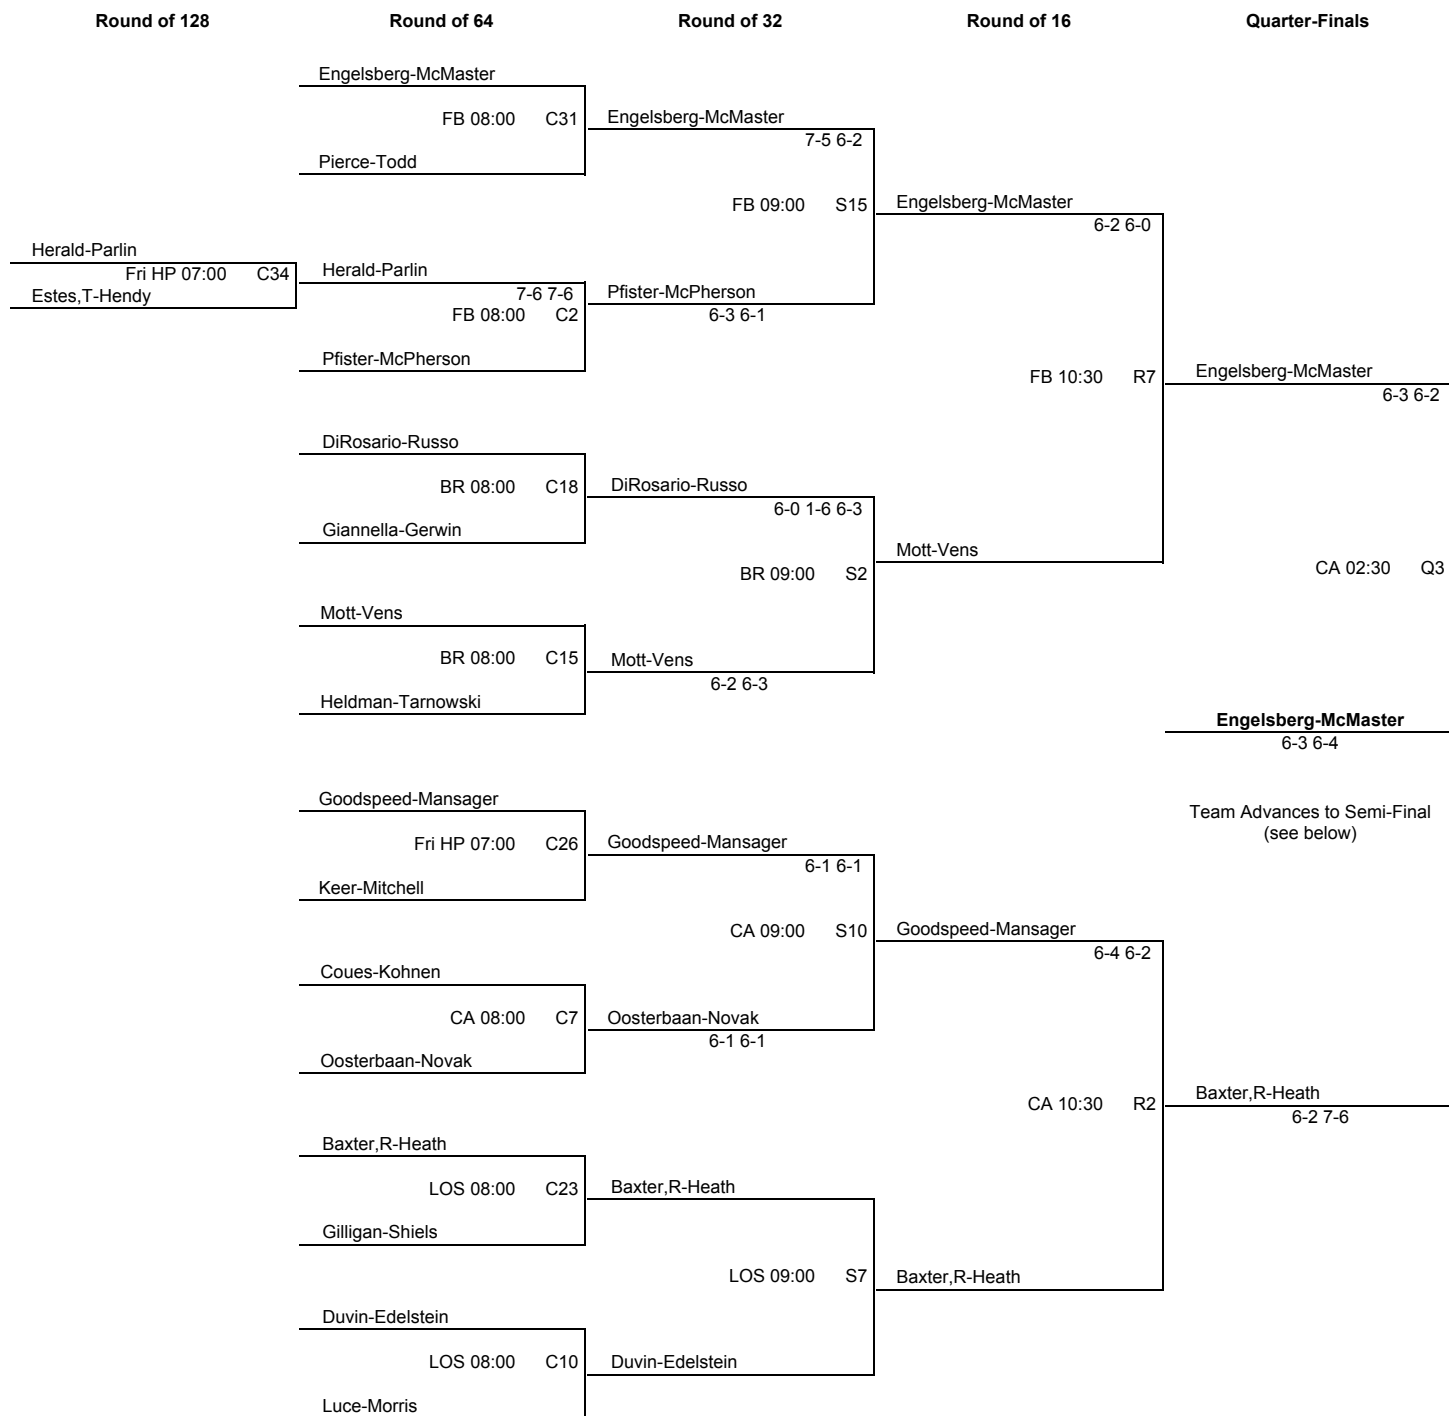 Round of 128 Round of 64 Round of 32 Round of 16 Quarter-Finals
Engelsberg-McMaster
FB 08:00 C31 Engelsberg-McMaster
7-5 6-2
Pierce-Todd
FB 09:00 S15 Engelsberg-McMaster
6-2 6-0
Herald-Parlin
Fri HP 07:00 C34 Herald-Parlin
Estes,T-Hendy 7-6 7-6 Pfister-McPherson
FB 08:00 C2 6-3 6-1
Pfister-McPherson
FB 10:30 R7 Engelsberg-McMaster
6-3 6-2
DiRosario-Russo
BR 08:00 C18 DiRosario-Russo
6-0 1-6 6-3
Giannella-Gerwin
Mott-Vens
BR 09:00 S2 CA 02:30 Q3
Mott-Vens
BR 08:00 C15 Mott-Vens
6-2 6-3
Heldman-Tarnowski
Engelsberg-McMaster
6-3 6-4
Goodspeed-Mansager
Team Advances to Semi-Final
(see below)
Fri HP 07:00 C26 Goodspeed-Mansager
6-1 6-1
Keer-Mitchell
CA 09:00 S10 Goodspeed-Mansager
6-4 6-2
Coues-Kohnen
CA 08:00 C7 Oosterbaan-Novak
6-1 6-1
Oosterbaan-Novak
CA 10:30 R2 Baxter,R-Heath
6-2 7-6
Baxter,R-Heath
LOS 08:00 C23 Baxter,R-Heath
Gilligan-Shiels
LOS 09:00 S7 Baxter,R-Heath
Duvin-Edelstein
LOS 08:00 C10 Duvin-Edelstein
Luce-Morris